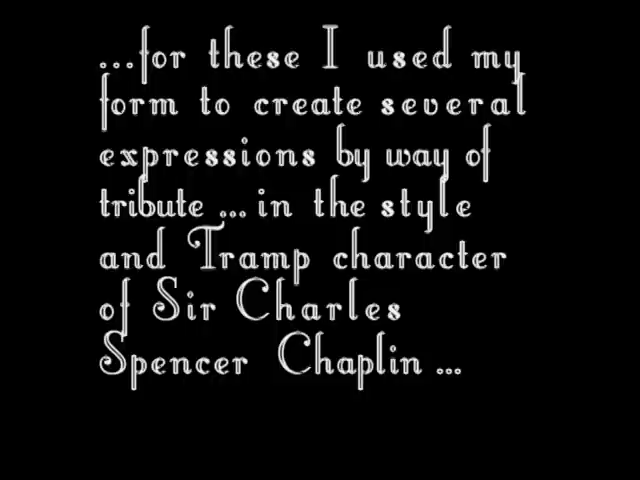 ...for these I used my
form to create several
expressions by way of
tribute ... in the style
and Tramp character
of Sir Charles
Spencer Chaplin ...